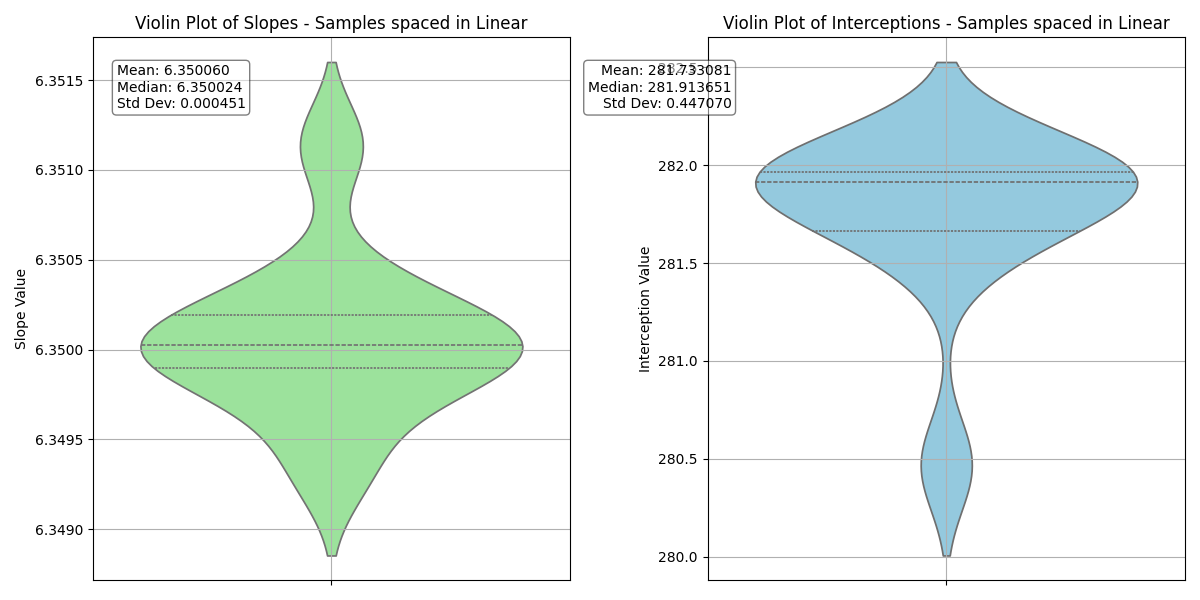 Violin Plot of Slopes - Samples spaced in Linear
Mean: 6.350060
Median: 6.350024
Std Dev: 0.000451
6.3515
6.3510
6.3505
6.3500
6.3495
6.3490
Slope Value
Violin Plot of Interceptions - Samples spaced in Linear
Mean: 281.733081
Median: 281.913651
Std Dev: 0.447070
282.5
282.0
281.5
281.0
280.5
280.0
Interception Value